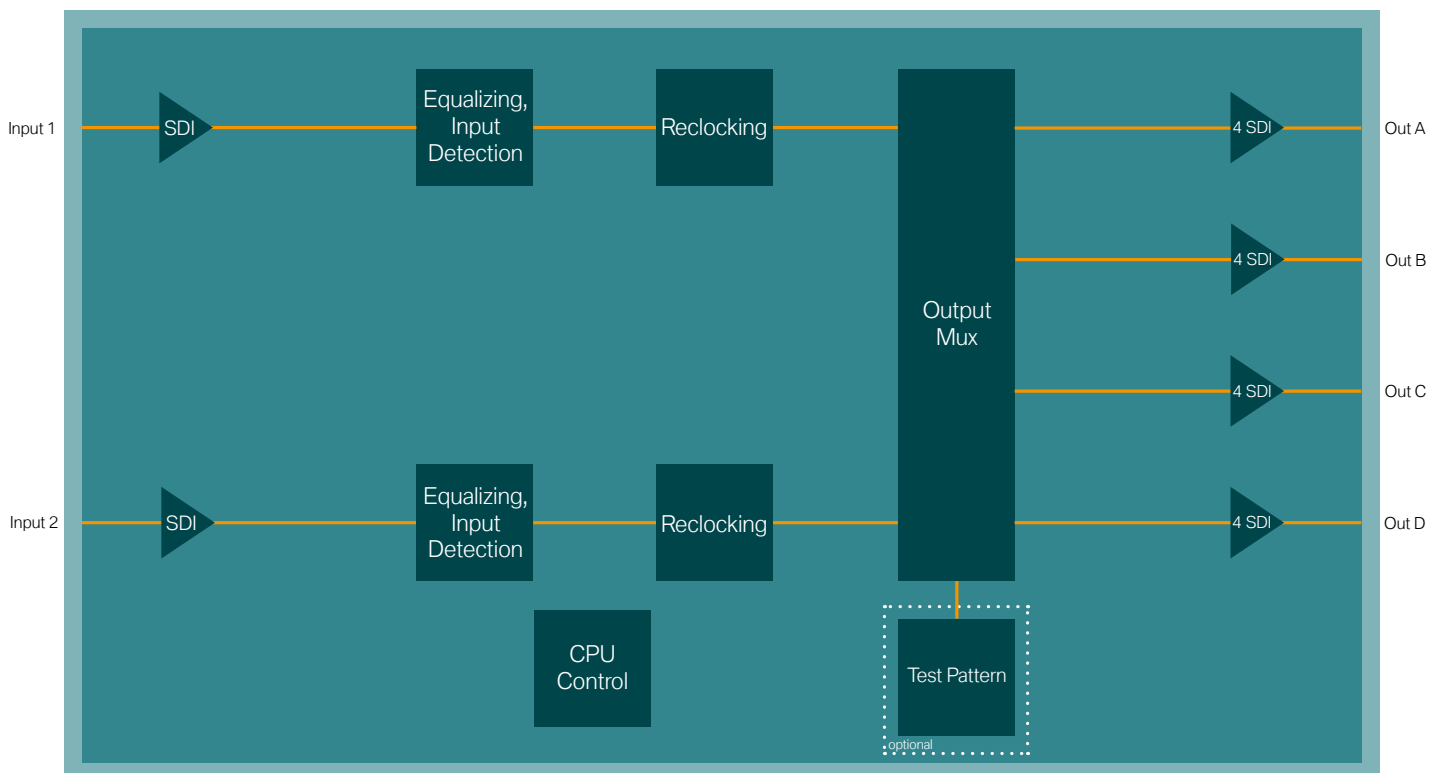 Input 1
SDI
Equalizing,
Input
Detection
Reclocking
4 SDI
Out A
4 SDI
Out B
Output
Mux
4 SDI
Out C
Input 2
SDI
Equalizing,
Input
Detection
Reclocking
4 SDI
Out D
CPU
Control
Test Pattern
optional